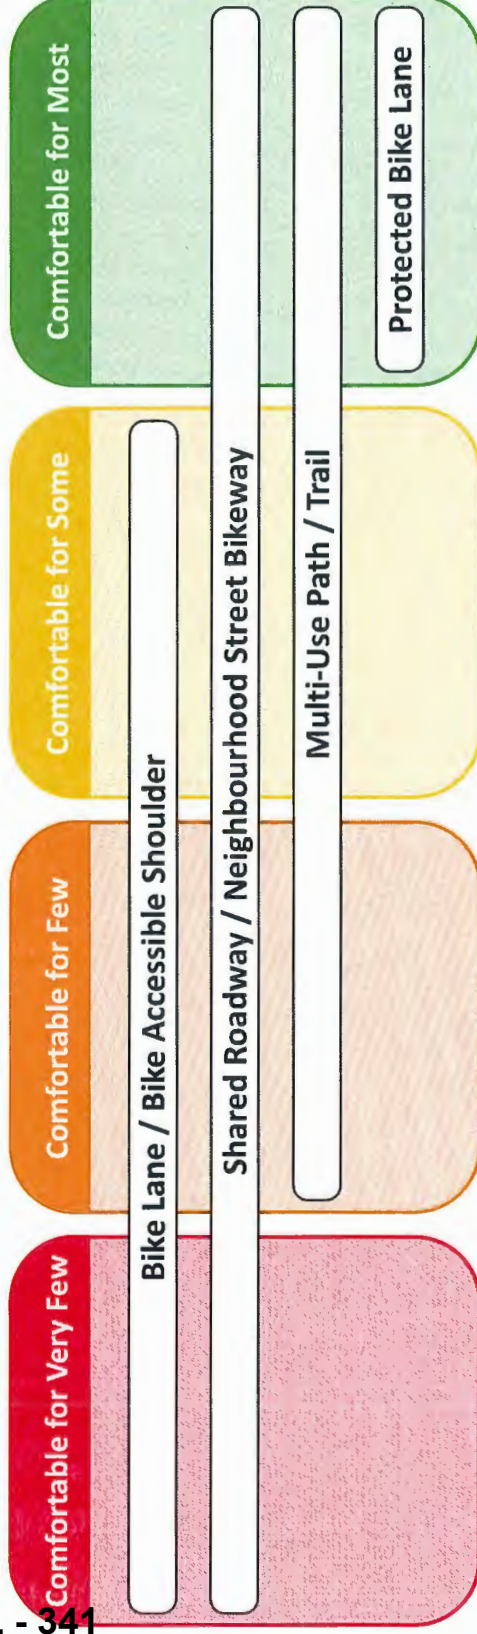 Comfortable for Very Few
Comfortable for Few
Comfortable for Some
Comfortable for Most
Bike Lane / Bike Accessible Shoulder
Shared Roadway / Neighbourhood Street Bikeway
Multi-Use Path / Trail
Protected Bike Lane
- 341